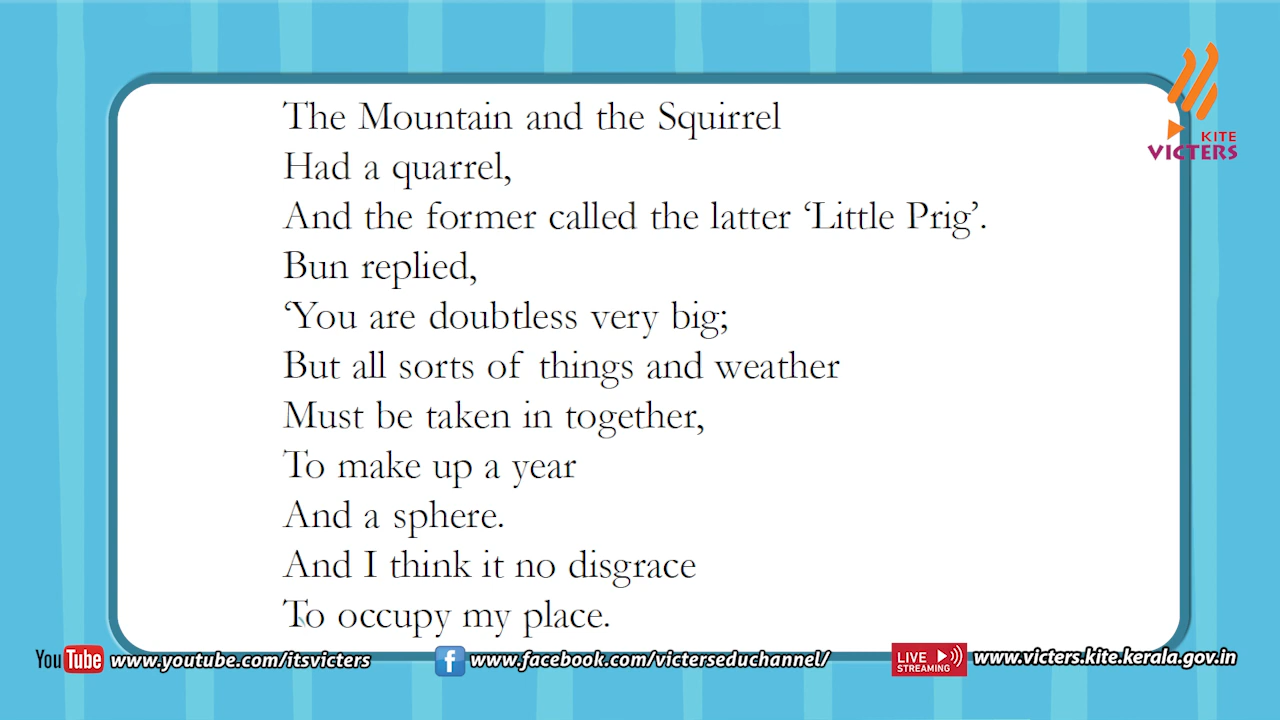 The Mountain and the Squirrel
Had a quarrel,
And the former called the latter ‘Little Prig’.
Bun replied,
‘You are doubtless very big;
But all sorts of things and weather
Must be taken in together,
To make up a year
And a sphere.
And I think it no disgrace
To occupy my place.
KITE
VICTERS
YouTube www.youtube.com/itsvicters
f www.facebook.com/victerseduchannel/
LIVE STREAMING www.victers.kite.kerala.gov.in